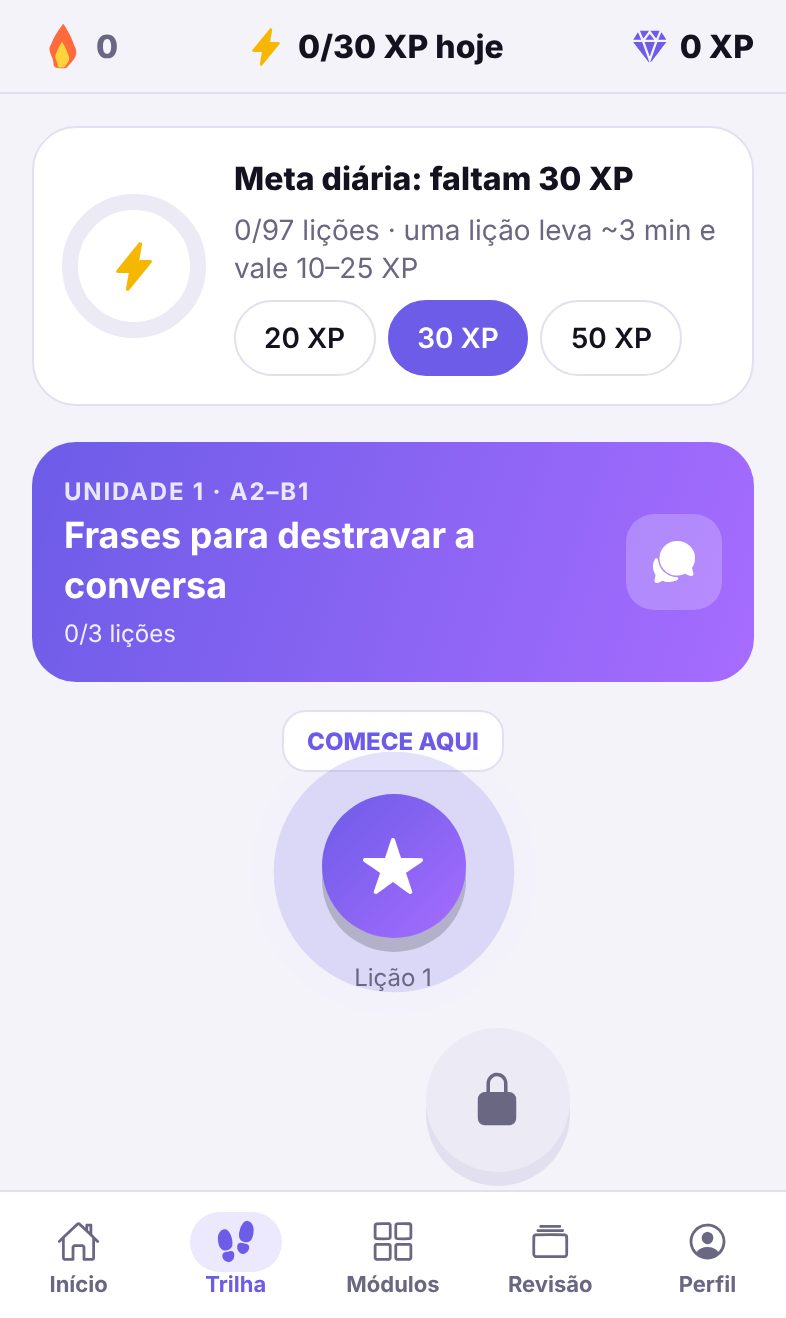 0
0/30 XP hoje
0 XP
Meta diária: faltam 30 XP
0/97 lições · uma lição leva ~3 min e
vale 10–25 XP
20 XP
30 XP
50 XP
UNIDADE 1 · A2–B1
Frases para destravar a
conversa
0/3 lições
COMECE AQUI
Lição 1
Início
Trilha
Módulos
Revisão
Perfil